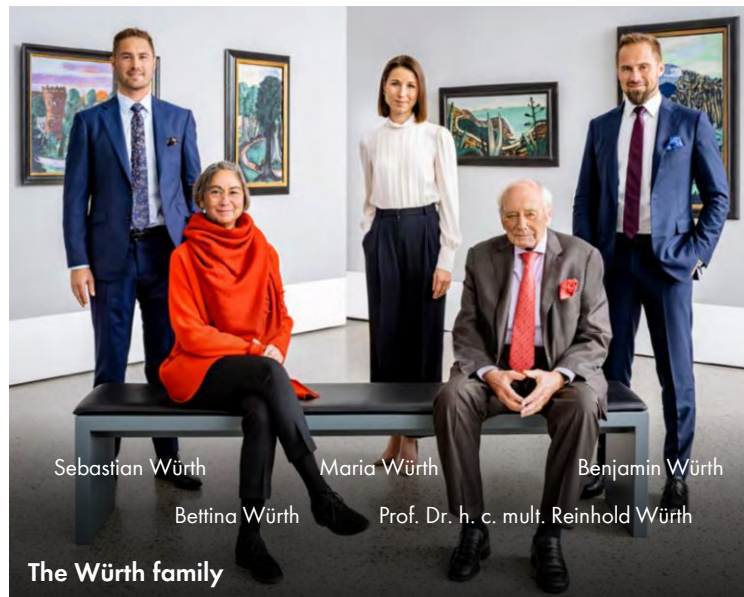 Sebastian Würth
Maria Würth
Benjamin Würth
Bettina Würth
Prof. Dr. h. c. mult. Reinhold Würth
The Würth family